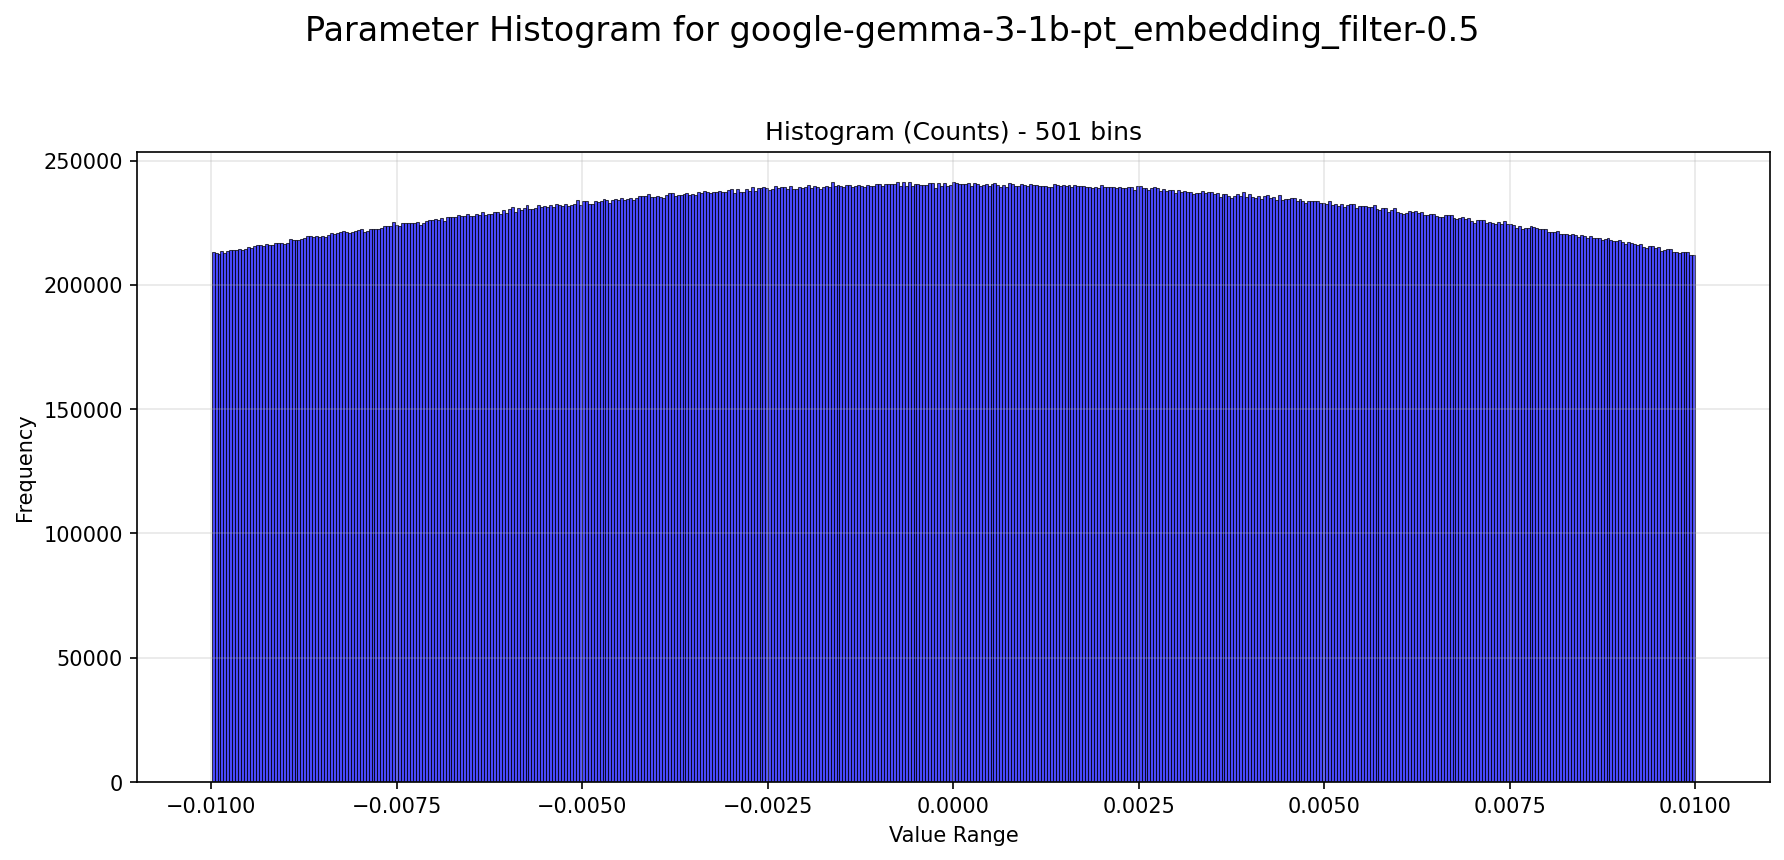 Parameter Histogram for google-gemma-3-1b-pt_embedding_filter-0.5
Histogram (Counts) - 501 bins
250000
200000
150000
100000
50000
0
Frequency
−0.0100 −0.0075 −0.0050 −0.0025 0.0000 0.0025 0.0050 0.0075 0.0100
Value Range